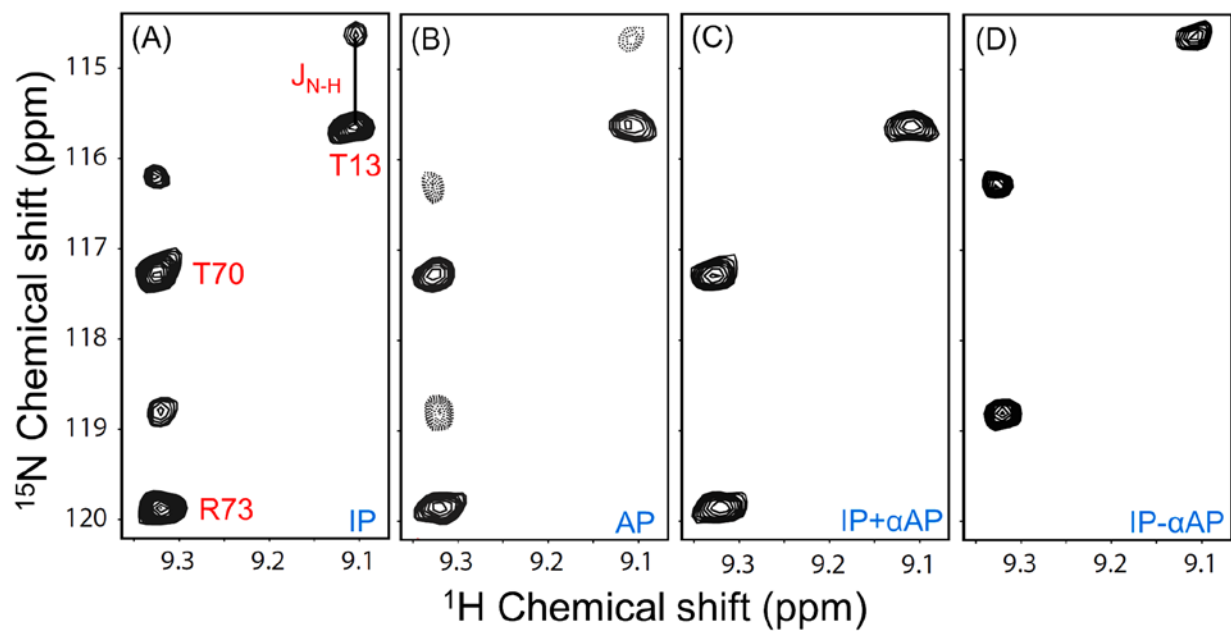 (A) (B) (C) (D)
115
J_N-H
T13
116
117
T70
118
119
R73
120
IP AP IP+αAP IP-αAP
9.3 9.2 9.1 9.3 9.2 9.1 9.3 9.2 9.1 9.3 9.2 9.1
¹⁵N Chemical shift (ppm)
¹H Chemical shift (ppm)